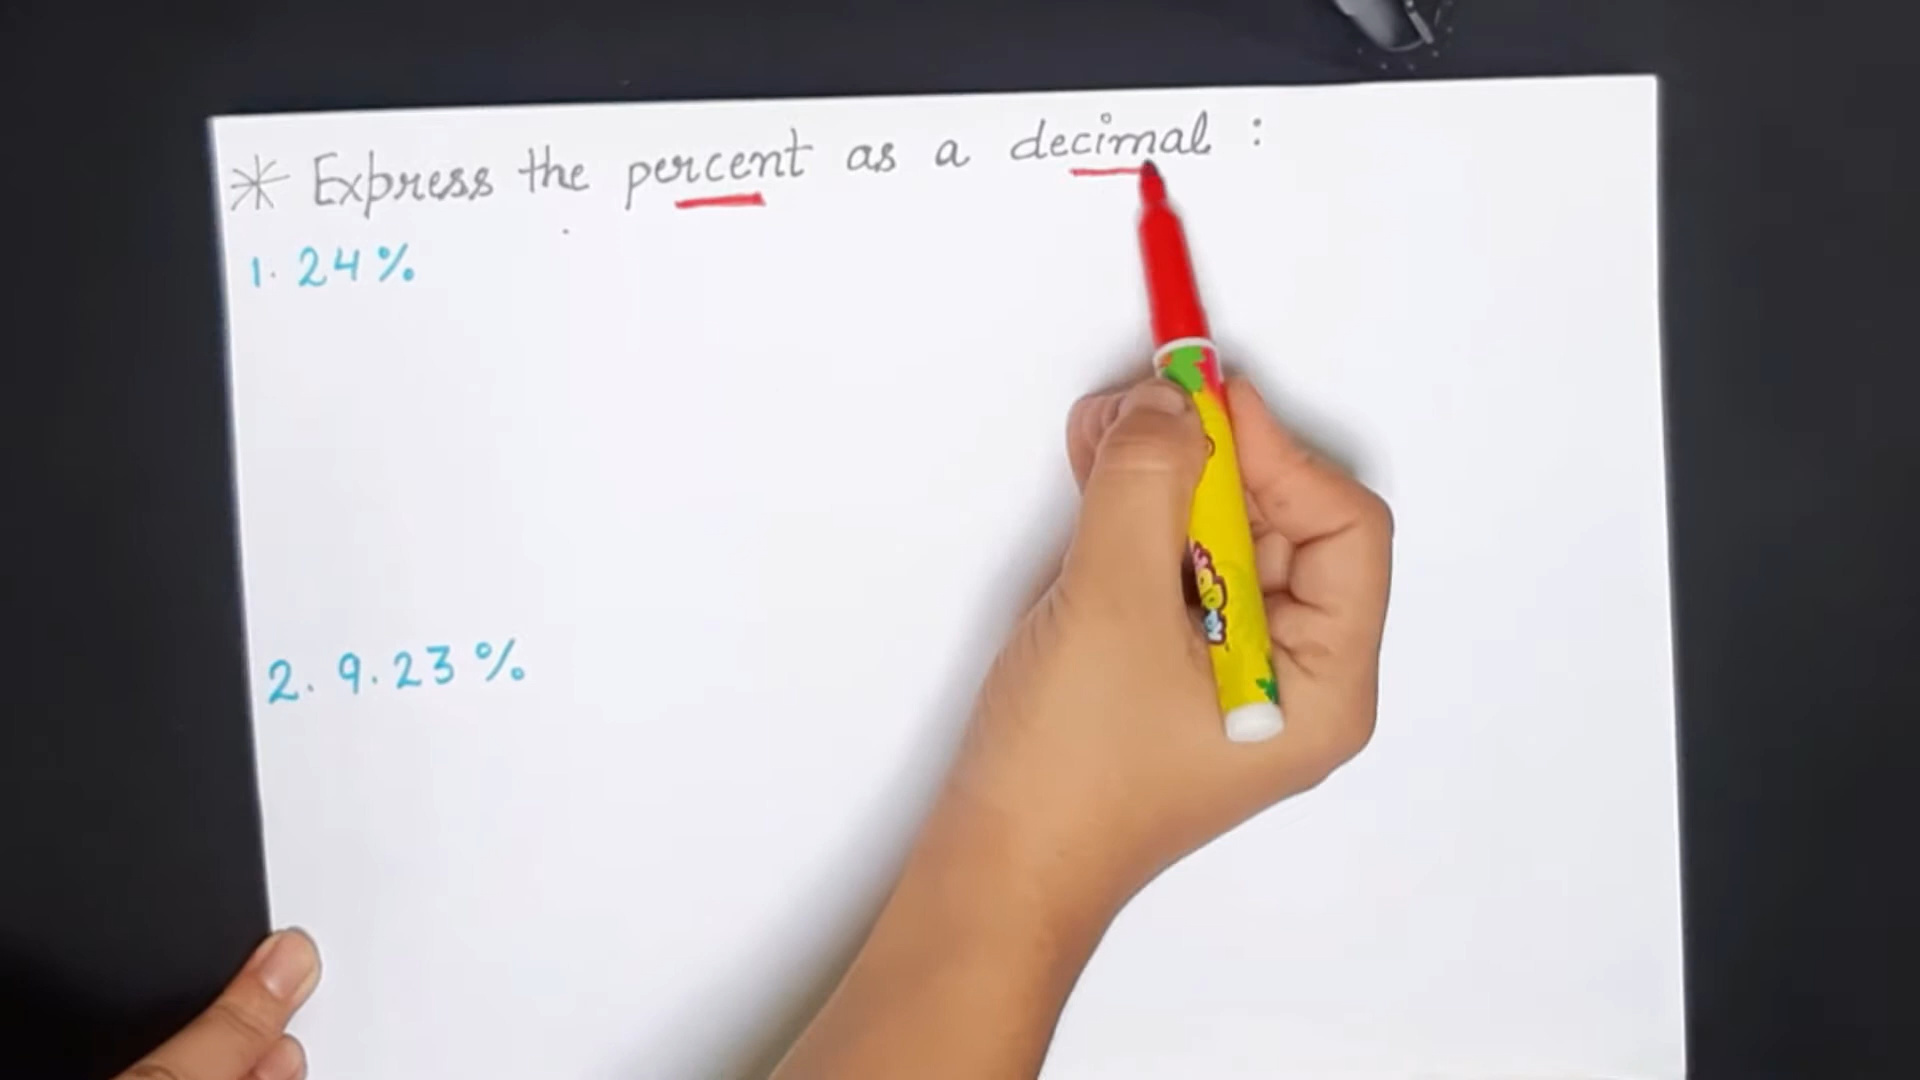 * Express the percent as a decimal :
1. 24%
2. 9.23%